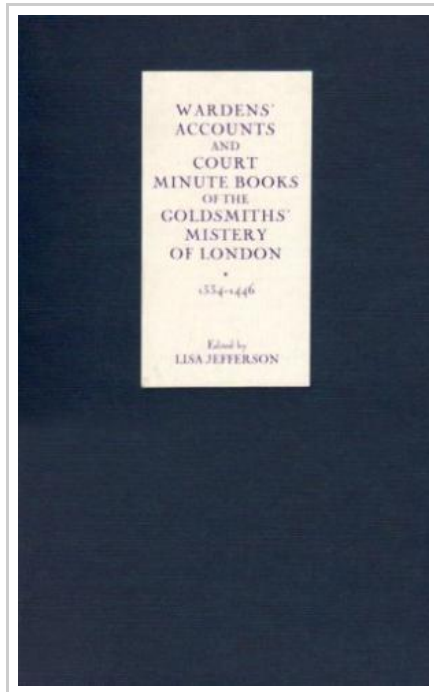 WARDENS'
ACCOUNTS
AND
COURT
MINUTE BOOKS
OF THE
GOLDSMITHS'
MISTERY
OF LONDON
•
1334-1446
Edited by
LISA JEFFERSON